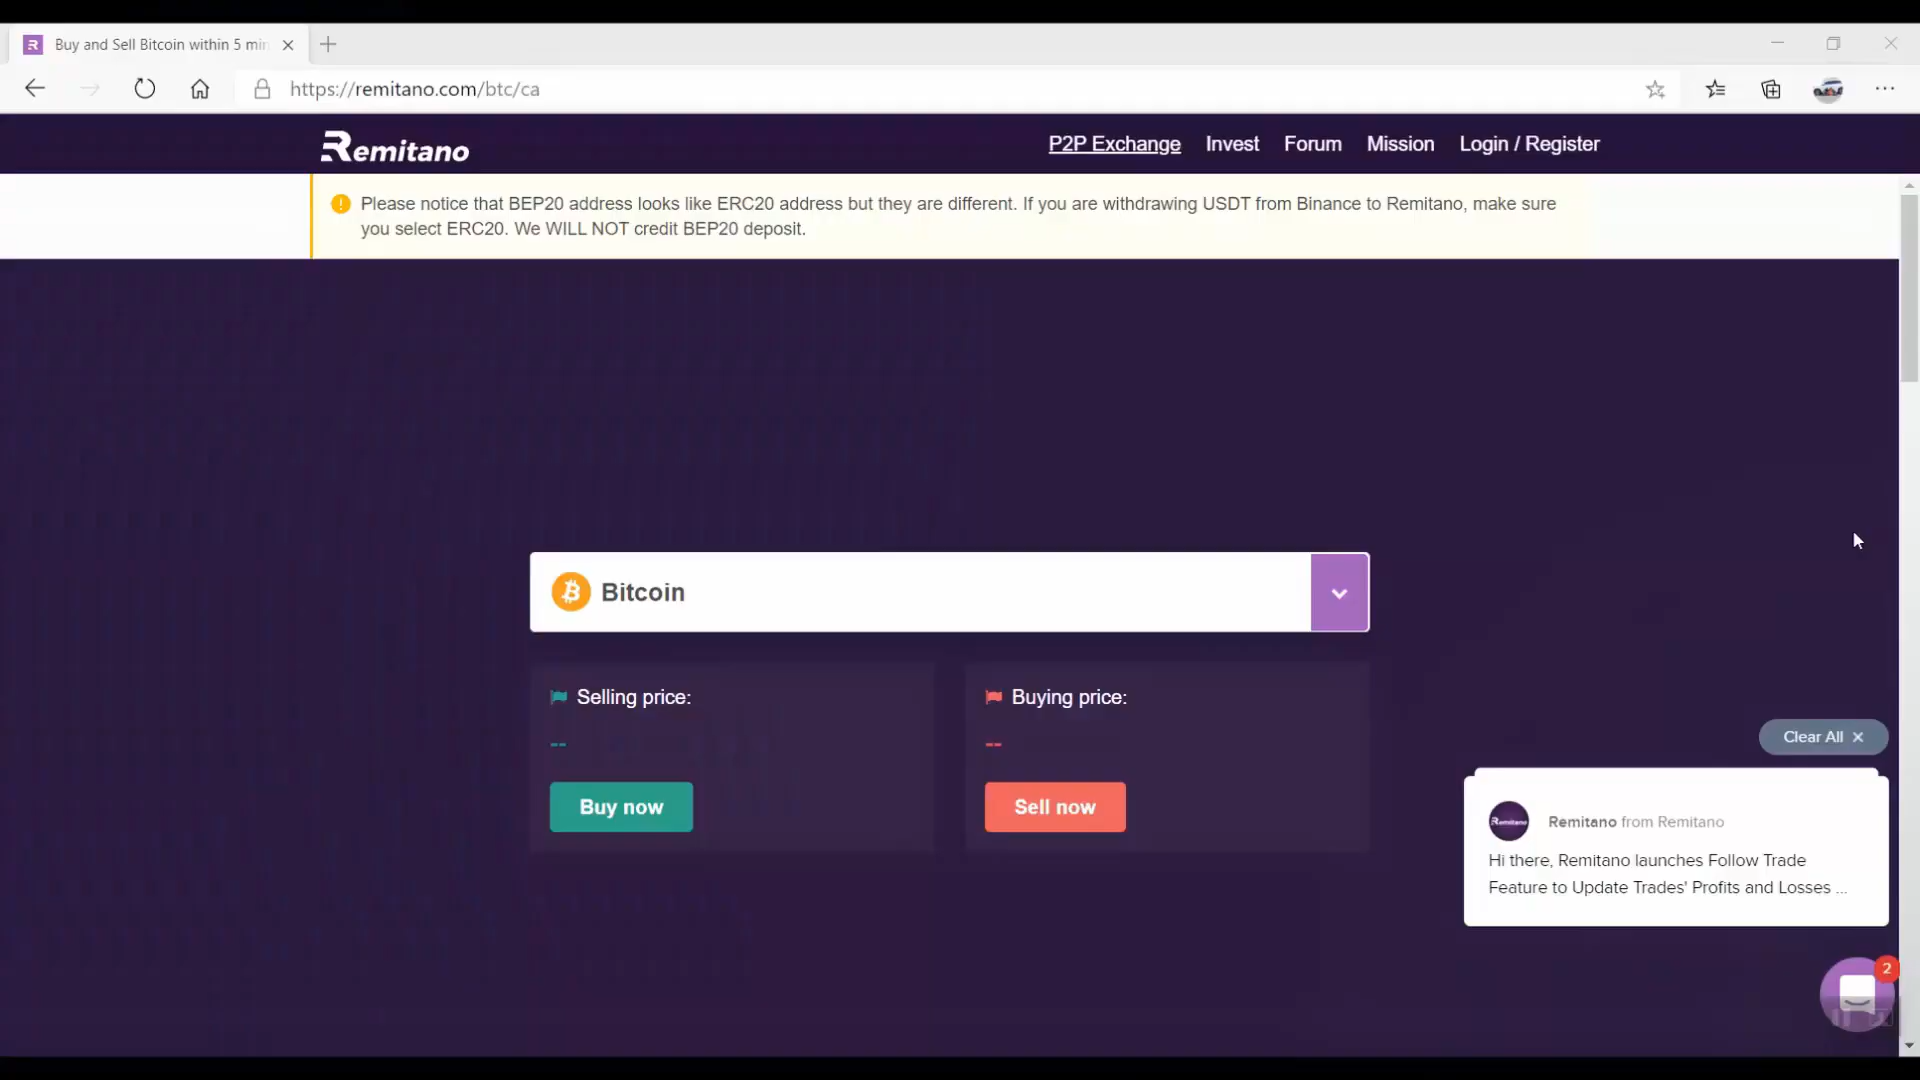 Buy and Sell Bitcoin within 5 min
https://remitano.com/btc/ca
Remitano
P2P Exchange Invest Forum Mission Login / Register
Please notice that BEP20 address looks like ERC20 address but they are different. If you are withdrawing USDT from Binance to Remitano, make sure
you select ERC20. We WILL NOT credit BEP20 deposit.
Bitcoin
Selling price:
--
Buy now
Buying price:
--
Sell now
Clear All
Remitano
Remitano from Remitano
Hi there, Remitano launches Follow Trade
Feature to Update Trades' Profits and Losses ...
2